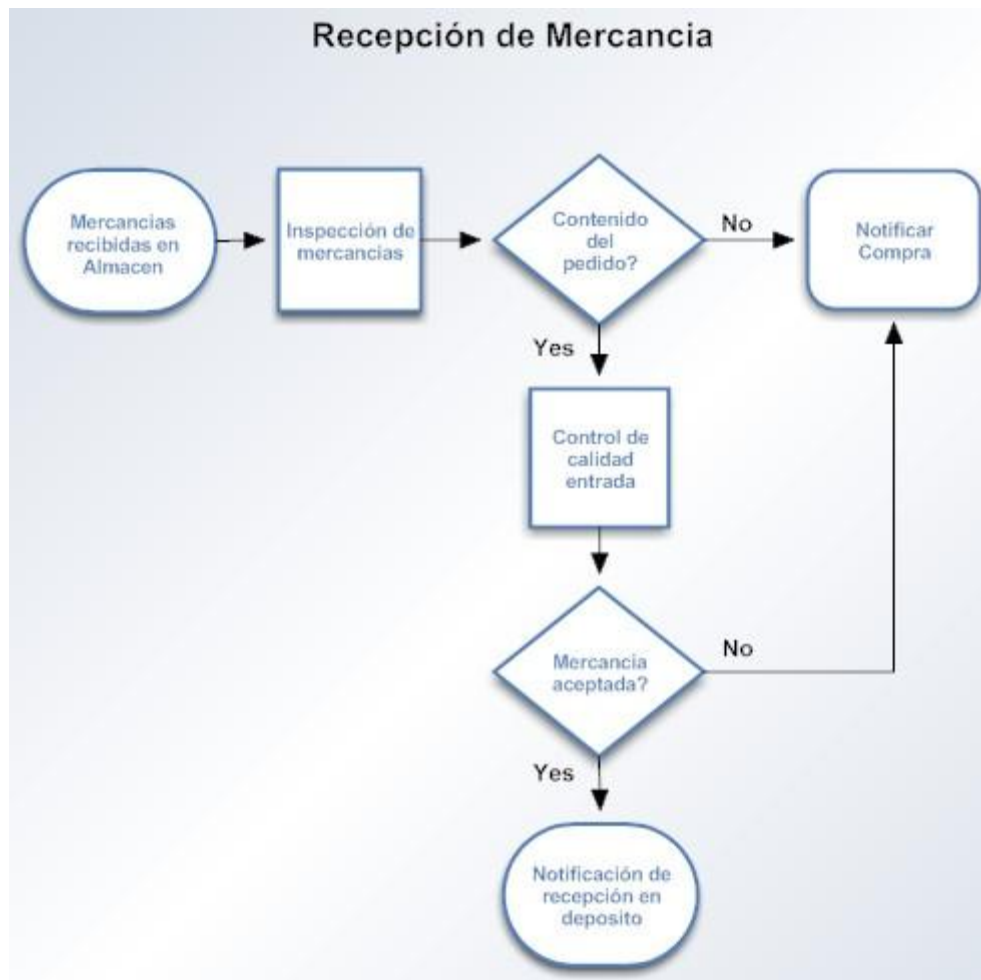 Recepción de Mercancia
Mercancias
recibidas en
Almacen
Inspección de
mercancias
Contenido
del
pedido?
No
Notificar
Compra
Yes
Control de
calidad
entrada
Mercancia
aceptada?
No
Yes
Notificación de
recepción en
deposito